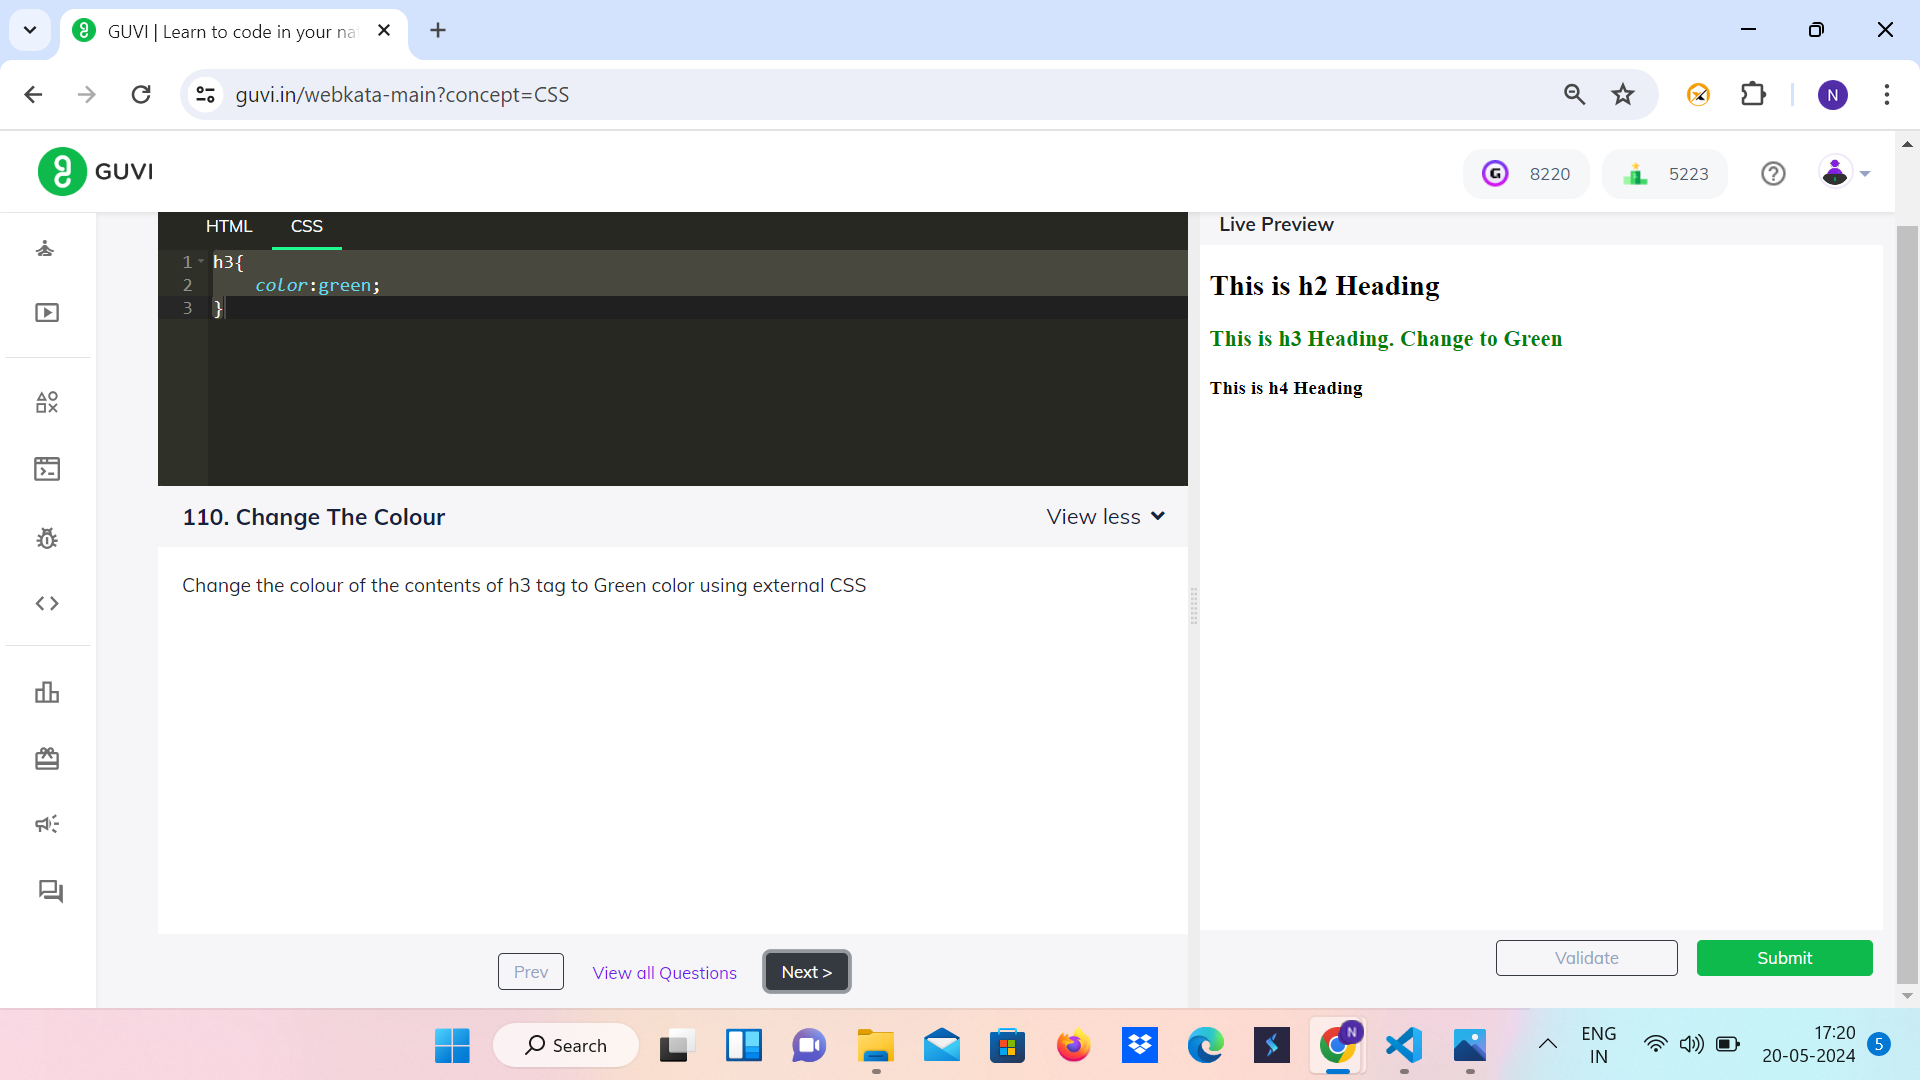 GUVI | Learn to code in your na
guvi.in/webkata-main?concept=CSS
N
GUVI
8220
5223
HTML
CSS
Live Preview
1 h3{
2 color:green;
3 }
This is h2 Heading
This is h3 Heading. Change to Green
This is h4 Heading
110. Change The Colour
View less
Change the colour of the contents of h3 tag to Green color using external CSS
Prev
View all Questions
Next >
Validate
Submit
Search
N
ENG
IN
17:20
20-05-2024
5